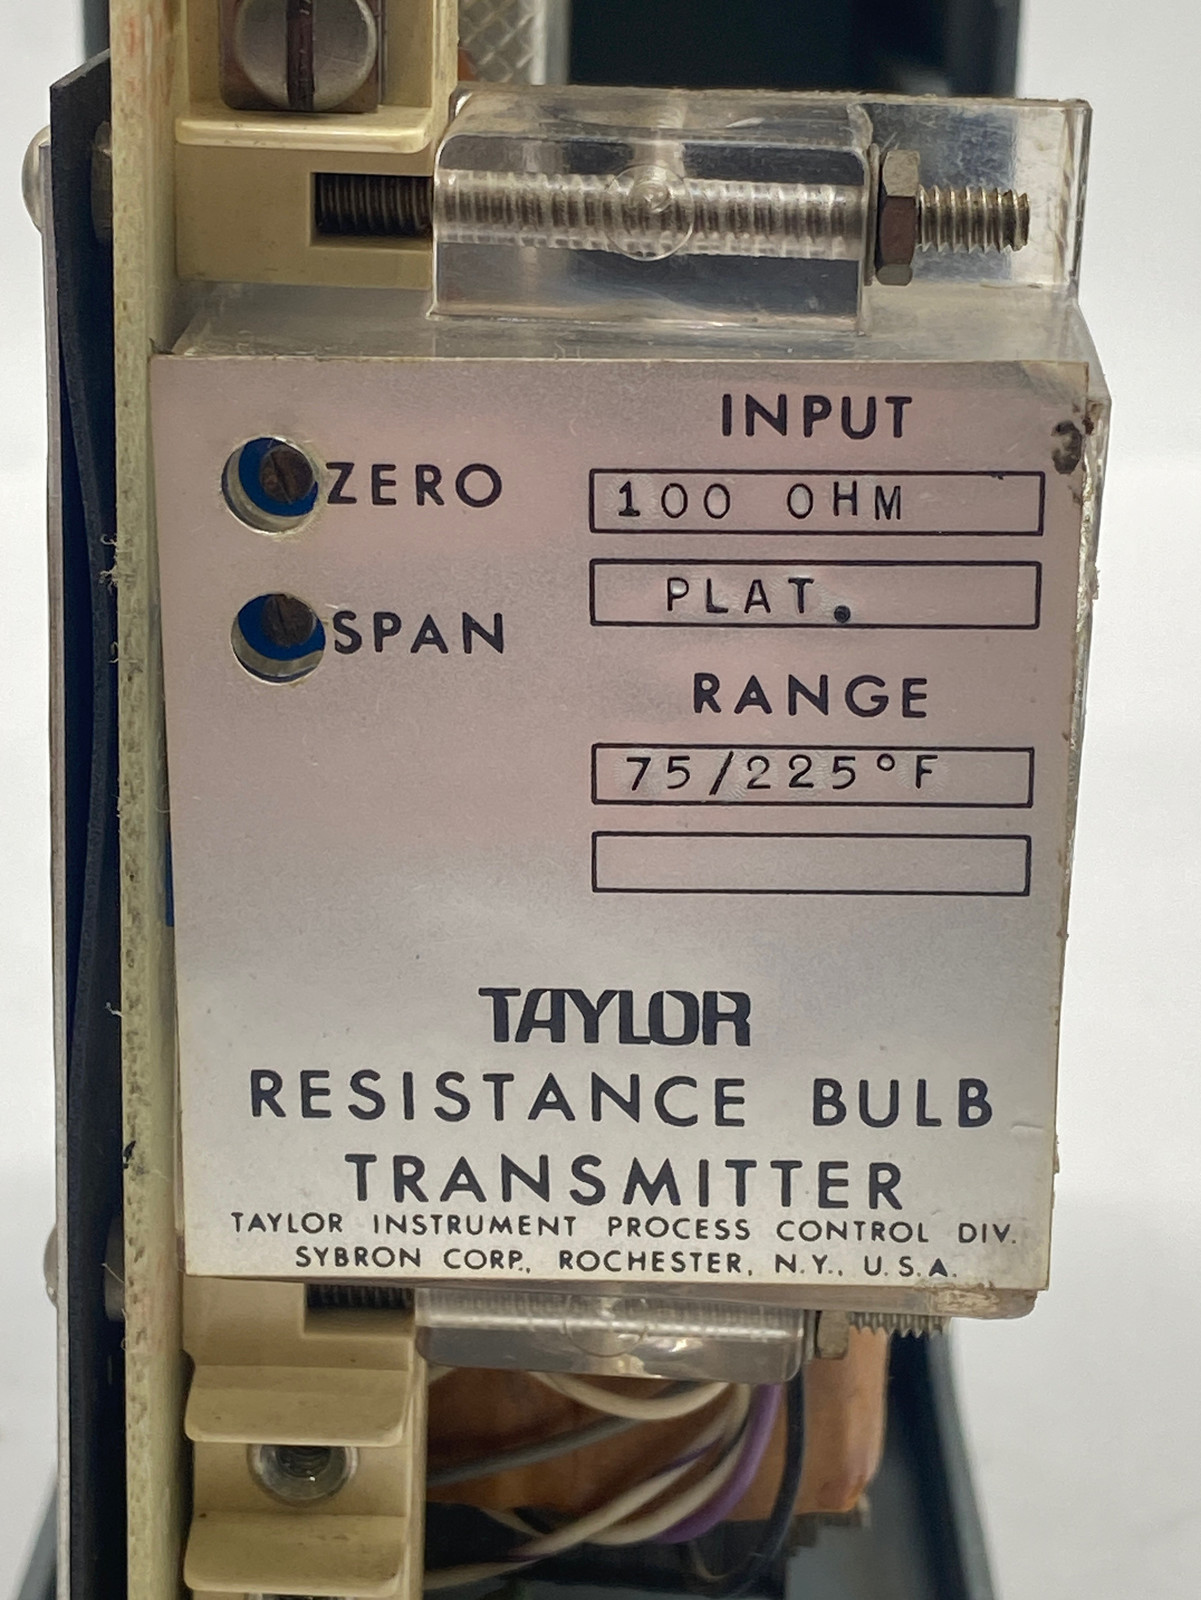 INPUT
ZERO
100 OHM
SPAN
PLAT.
RANGE
75/225°F
TAYLOR
RESISTANCE BULB
TRANSMITTER
TAYLOR INSTRUMENT PROCESS CONTROL DIV.
SYBRON CORP., ROCHESTER, N.Y., U.S.A.